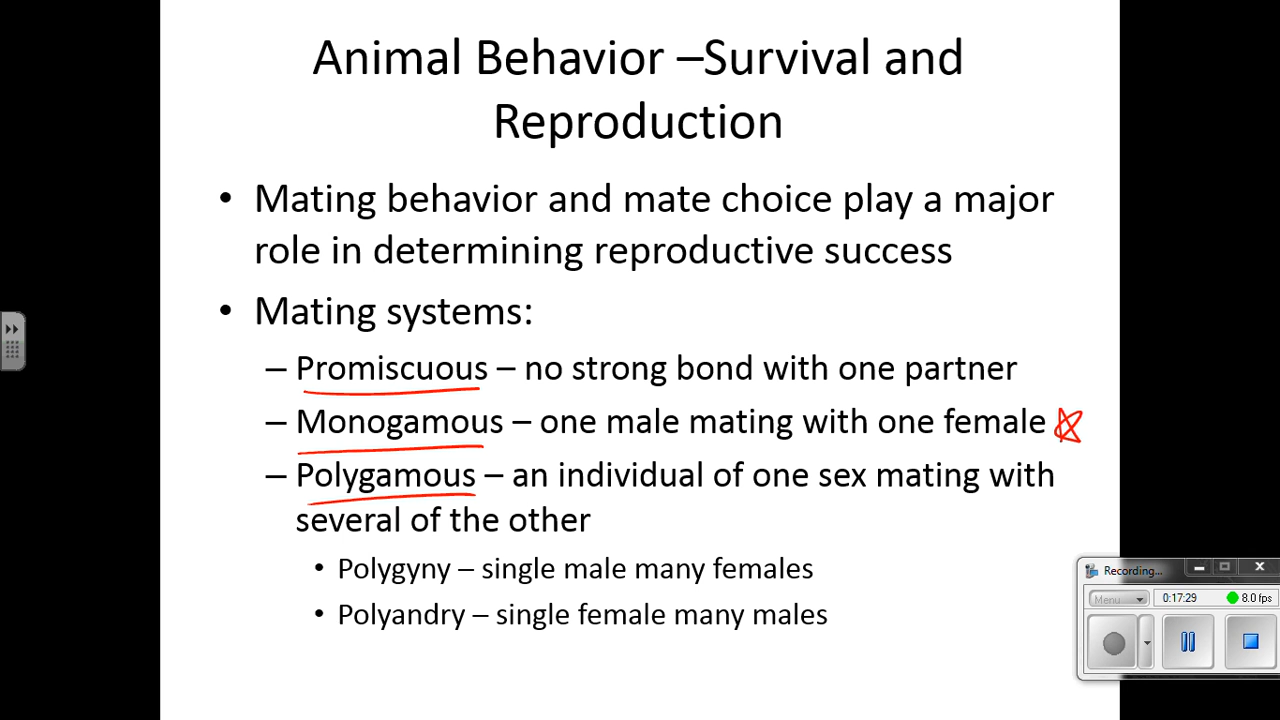 Animal Behavior –Survival and
Reproduction
• Mating behavior and mate choice play a major
role in determining reproductive success
• Mating systems:
– Promiscuous – no strong bond with one partner
– Monogamous – one male mating with one female
– Polygamous – an individual of one sex mating with
several of the other
• Polygyny – single male many females
• Polyandry – single female many males
Recording...
Menu 0:17:29 8.0 fps